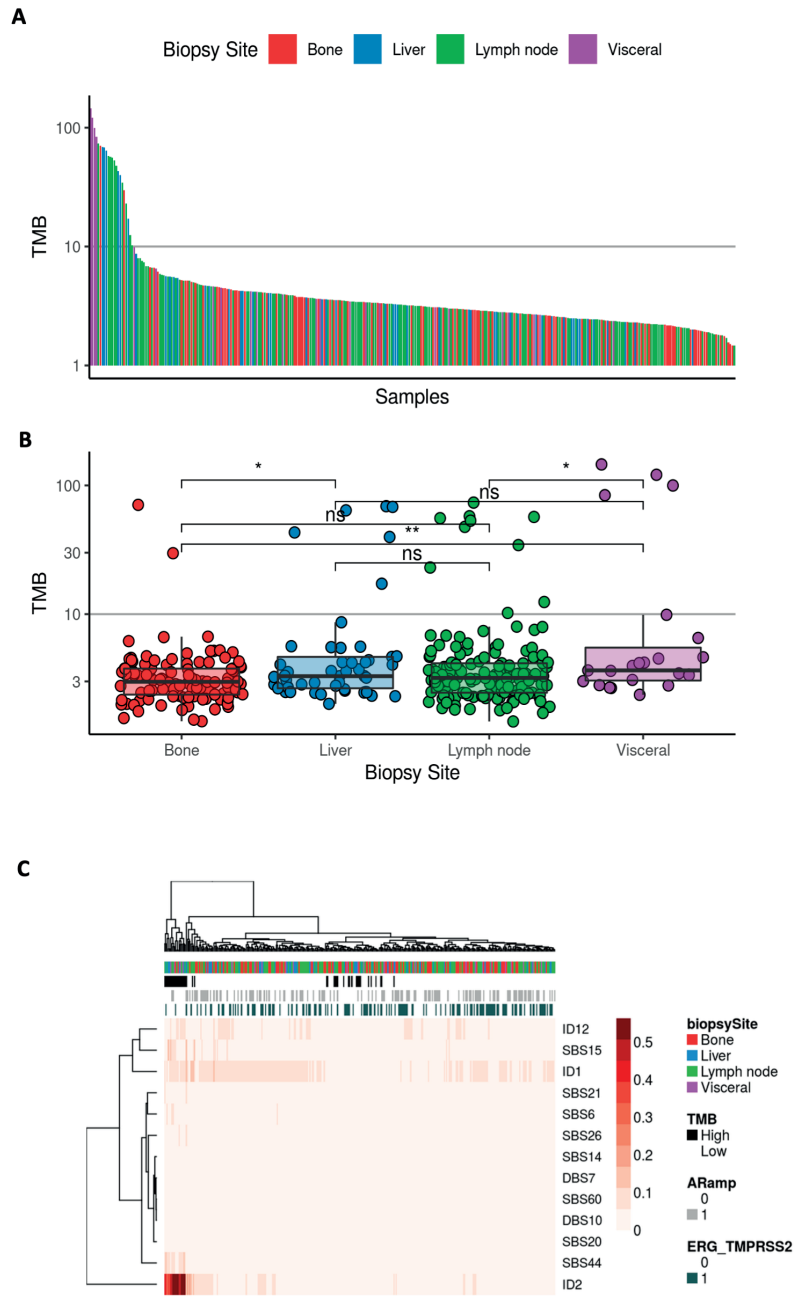 A
Biopsy Site Bone Liver Lymph node Visceral
100
10
1
TMB
Samples
B
* *
ns
ns
**
ns
100
30
10
3
TMB
Bone Liver Lymph node Visceral
Biopsy Site
C
ID12
SBS15
ID1
SBS21
SBS6
SBS26
SBS14
DBS7
SBS60
DBS10
SBS20
SBS44
ID2
0.5
0.4
0.3
0.2
0.1
0
biopsySite
Bone
Liver
Lymph node
Visceral
TMB
High
Low
ARamp
0
1
ERG_TMPRSS2
0
1